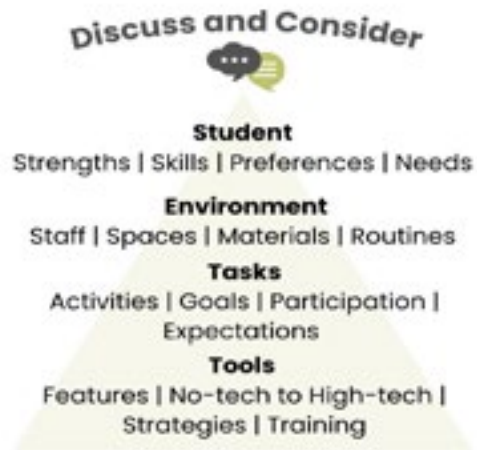 Discuss and Consider
Student
Strengths | Skills | Preferences | Needs
Environment
Staff | Spaces | Materials | Routines
Tasks
Activities | Goals | Participation |
Expectations
Tools
Features | No-tech to High-tech |
Strategies | Training